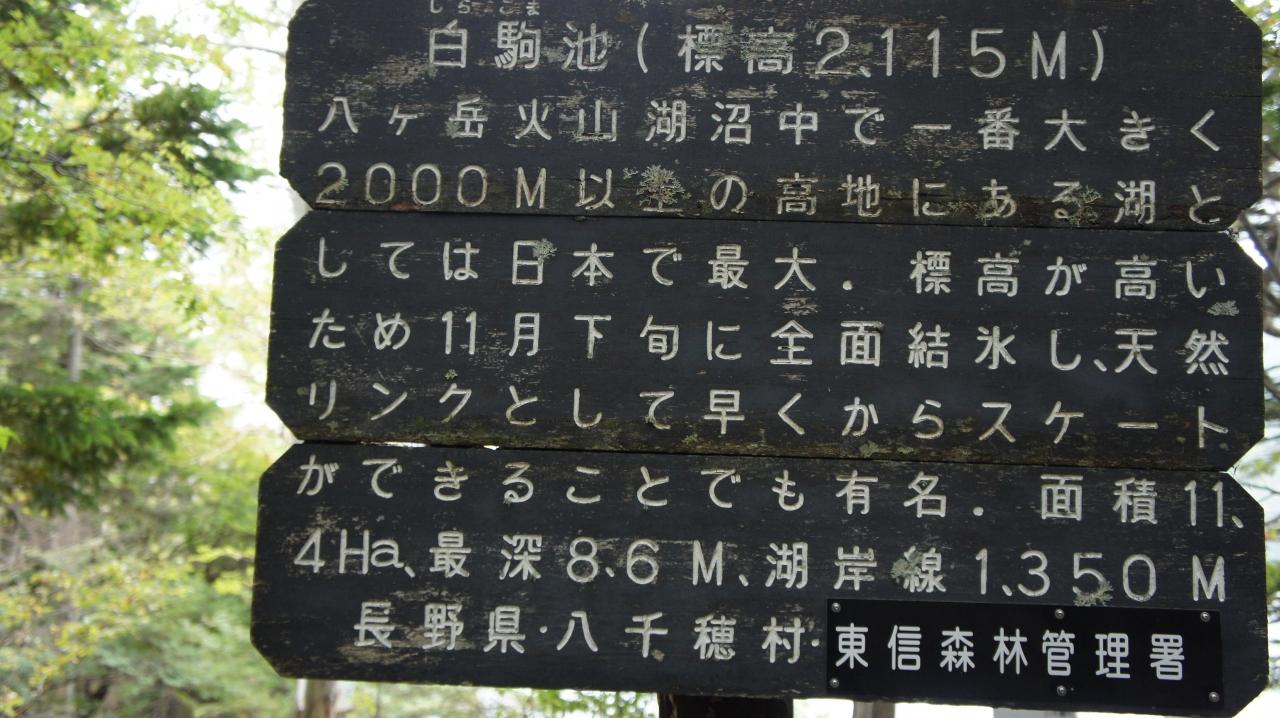 しらこま
白駒池(標高2,115M)
八ヶ岳火山湖沼中で一番大きく
2000M以上の高地にある湖と
しては日本で最大. 標高が高い
ため11月下旬に全面結氷し、天然
リンクとして早くからスケート
ができることでも有名. 面積11、
4Ha、最深8.6M、湖岸線1.350M
長野県・八千穂村・東信森林管理署